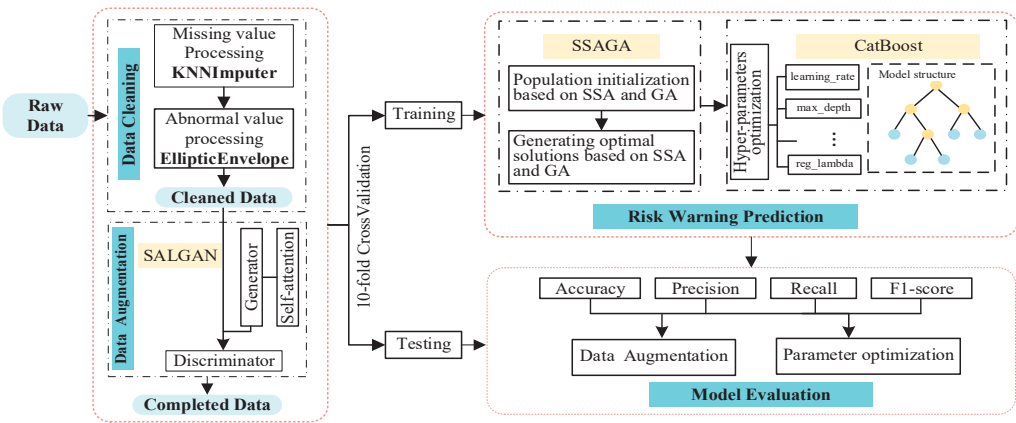 Raw
Data
Data Cleaning
Missing value
Processing
KNNImputer
Abnormal value
processing
EllipticEnvelope
Cleaned Data
Data Augmentation
SALGAN
Generator
Self-attention
Discriminator
Completed Data
10-fold CrossValidation
Training
Testing
SSAGA
Population initialization
based on SSA and GA
Generating optimal
solutions based on SSA
and GA
CatBoost
Hyper-parameters
optimization
learning_rate
max_depth
...
reg_lambda
Model structure
Risk Warning Prediction
Accuracy
Precision
Recall
F1-score
Data Augmentation
Parameter optimization
Model Evaluation